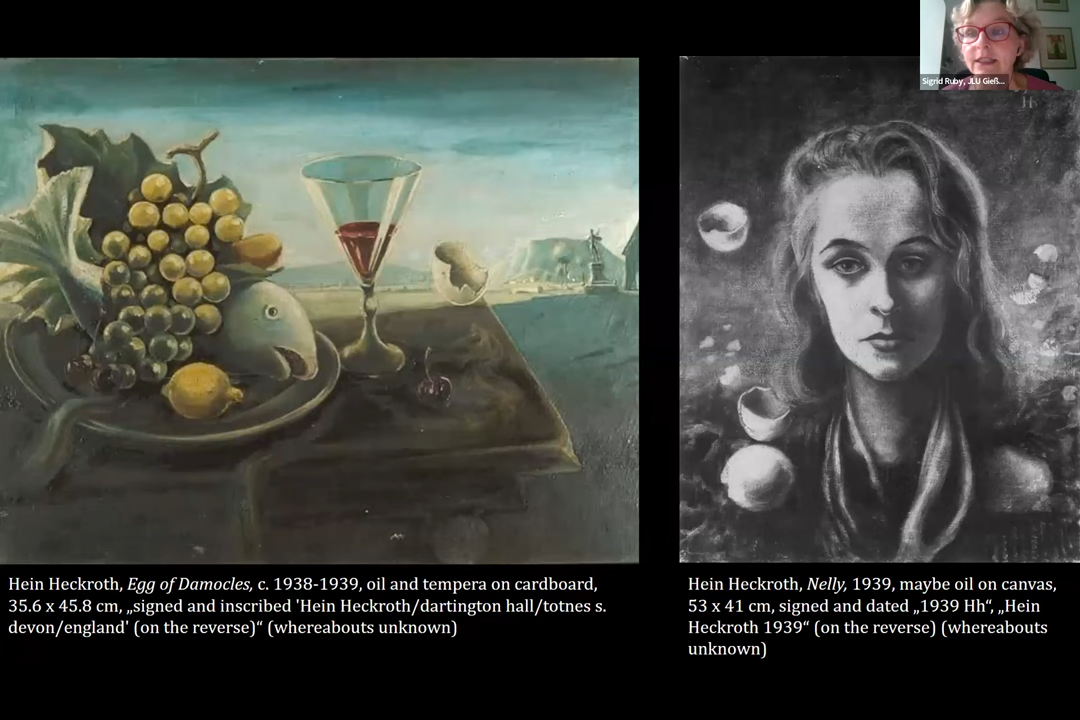 Sigrid Ruby, JLU Gieß...
Hein Heckroth, Egg of Damocles, c. 1938-1939, oil and tempera on cardboard,
35.6 x 45.8 cm, „signed and inscribed 'Hein Heckroth/dartington hall/totnes s.
devon/england' (on the reverse)“ (whereabouts unknown)
Hein Heckroth, Nelly, 1939, maybe oil on canvas,
53 x 41 cm, signed and dated „1939 Hh“, „Hein
Heckroth 1939“ (on the reverse) (whereabouts
unknown)